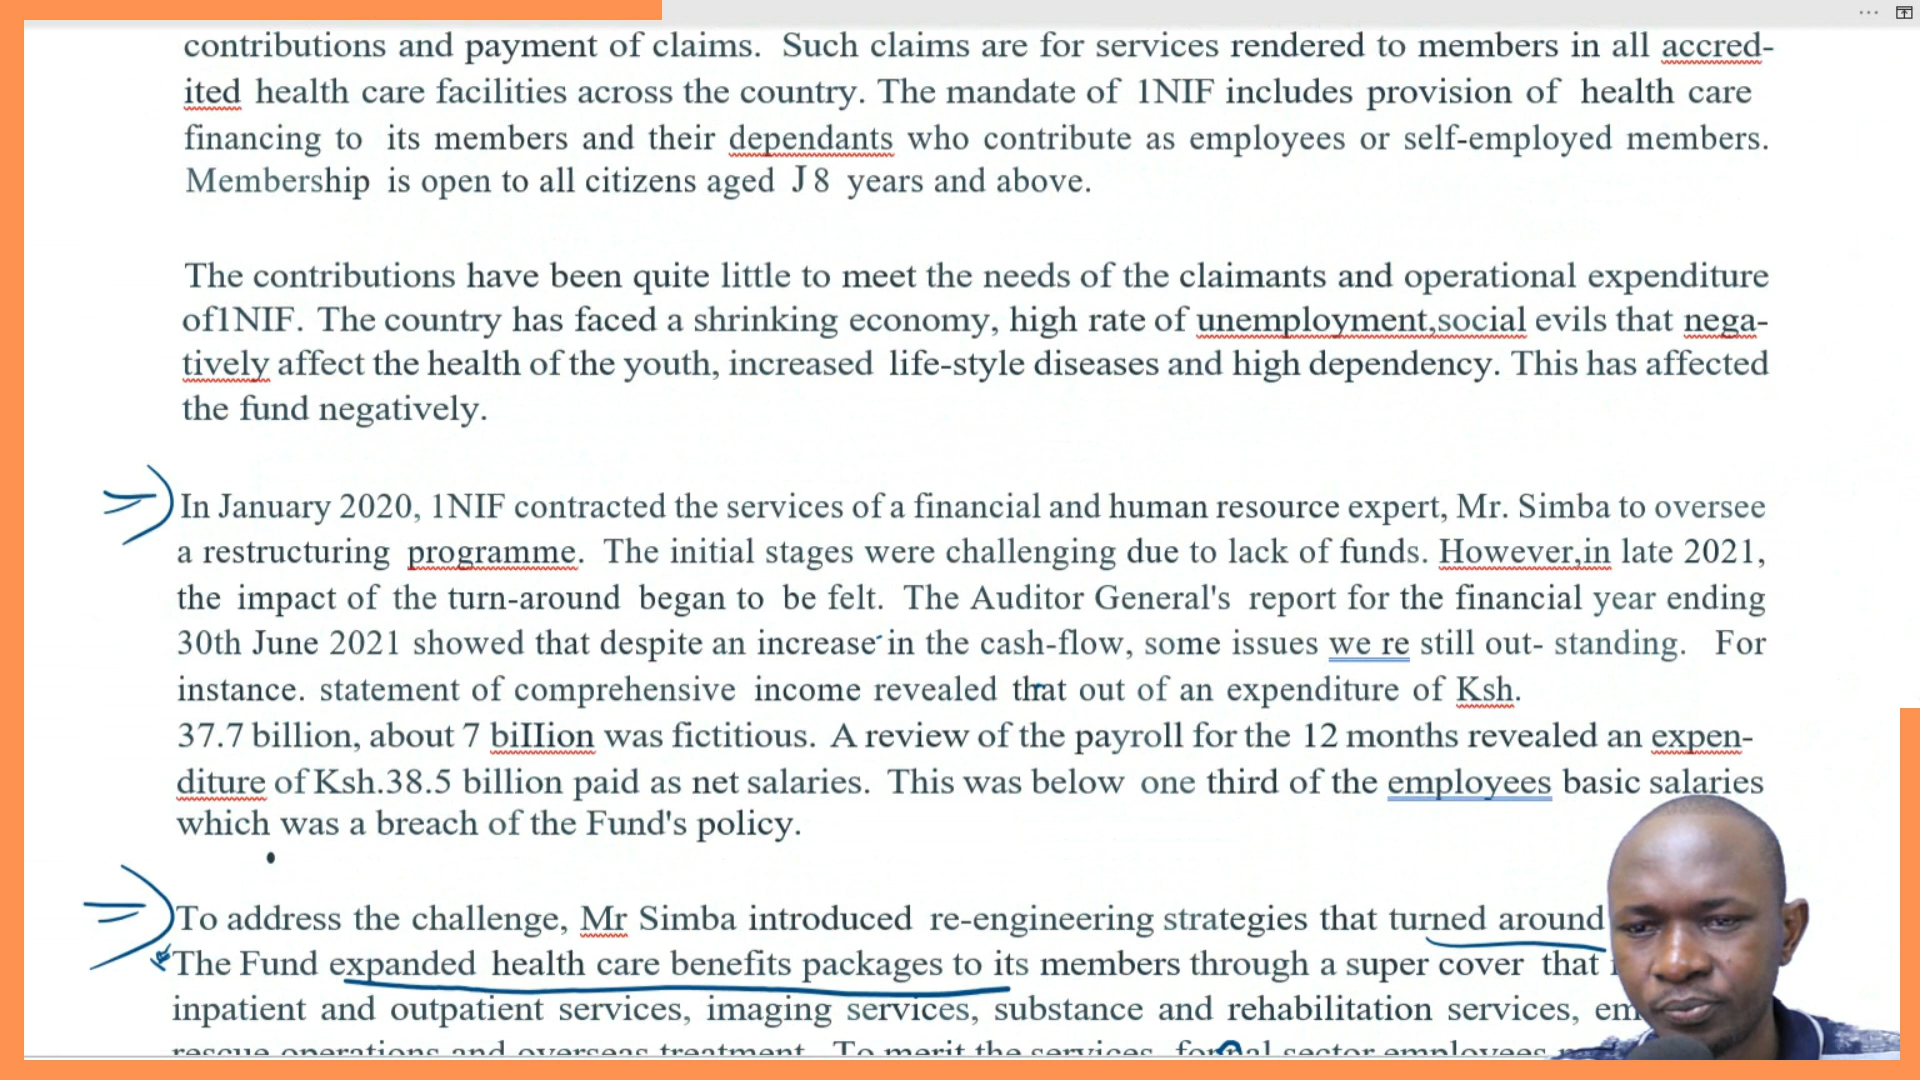 contributions and payment of claims. Such claims are for services rendered to members in all accred-
ited health care facilities across the country. The mandate of 1NIF includes provision of health care
financing to its members and their dependants who contribute as employees or self-employed members.
Membership is open to all citizens aged J8 years and above.
The contributions have been quite little to meet the needs of the claimants and operational expenditure
of1NIF. The country has faced a shrinking economy, high rate of unemployment,social evils that nega-
tively affect the health of the youth, increased life-style diseases and high dependency. This has affected
the fund negatively.
In January 2020, 1NIF contracted the services of a financial and human resource expert, Mr. Simba to oversee
a restructuring programme. The initial stages were challenging due to lack of funds. However,in late 2021,
the impact of the turn-around began to be felt. The Auditor General's report for the financial year ending
30th June 2021 showed that despite an increase in the cash-flow, some issues we re still out- standing. For
instance. statement of comprehensive income revealed that out of an expenditure of Ksh.
37.7 billion, about 7 biIIion was fictitious. A review of the payroll for the 12 months revealed an expen-
diture of Ksh.38.5 billion paid as net salaries. This was below one third of the employees basic salaries
which was a breach of the Fund's policy.
To address the challenge, Mr Simba introduced re-engineering strategies that turned around
The Fund expanded health care benefits packages to its members through a super cover that
inpatient and outpatient services, imaging services, substance and rehabilitation services, em
rescue operations and overseas treatment. To merit the services, formal sector employees